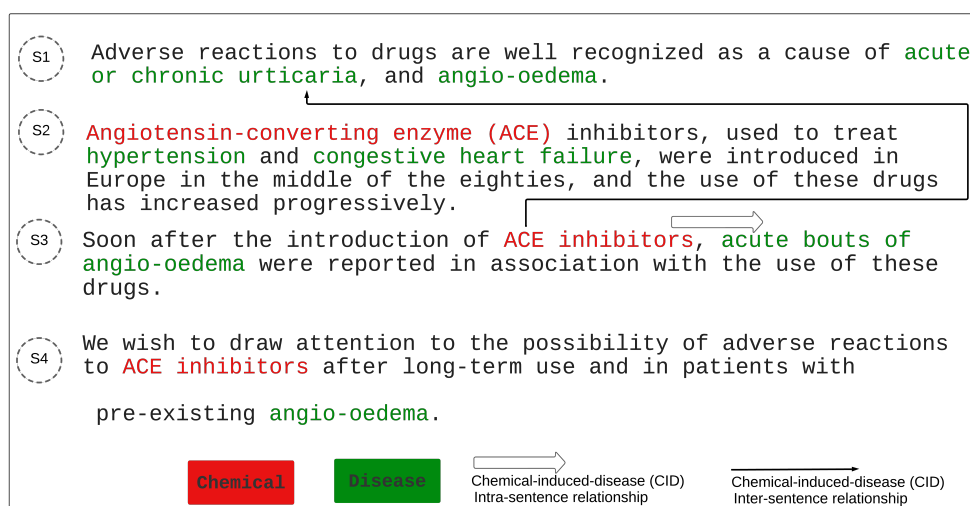 S1
Adverse reactions to drugs are well recognized as a cause of acute
or chronic urticaria, and angio-oedema.
S2
Angiotensin-converting enzyme (ACE) inhibitors, used to treat
hypertension and congestive heart failure, were introduced in
Europe in the middle of the eighties, and the use of these drugs
has increased progressively.
S3
Soon after the introduction of ACE inhibitors, acute bouts of
angio-oedema were reported in association with the use of these
drugs.
S4
We wish to draw attention to the possibility of adverse reactions
to ACE inhibitors after long-term use and in patients with
pre-existing angio-oedema.
Chemical
Disease
Chemical-induced-disease (CID)
Intra-sentence relationship
Chemical-induced-disease (CID)
Inter-sentence relationship